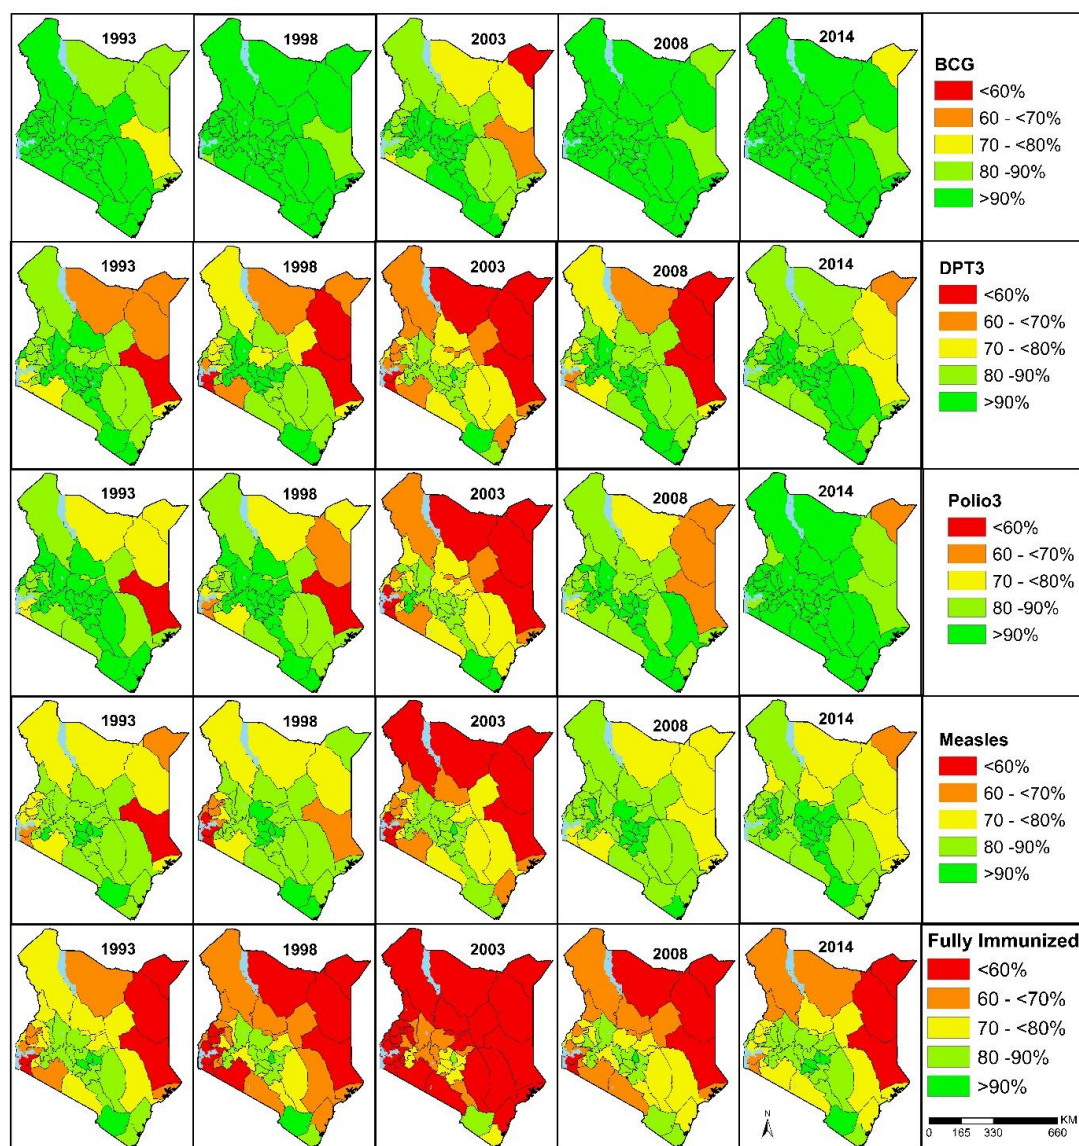 1993
1998
2003
2008
2014
BCG
<60%
60 - <70%
70 - <80%
80 -90%
>90%
1993
1998
2003
2008
2014
DPT3
<60%
60 - <70%
70 - <80%
80 -90%
>90%
1993
1998
2003
2008
2014
Polio3
<60%
60 - <70%
70 - <80%
80 -90%
>90%
1993
1998
2003
2008
2014
Measles
<60%
60 - <70%
70 - <80%
80 -90%
>90%
1993
1998
2003
2008
2014
Fully Immunized
<60%
60 - <70%
70 - <80%
80 -90%
>90%
N
KM
0 165 330 660